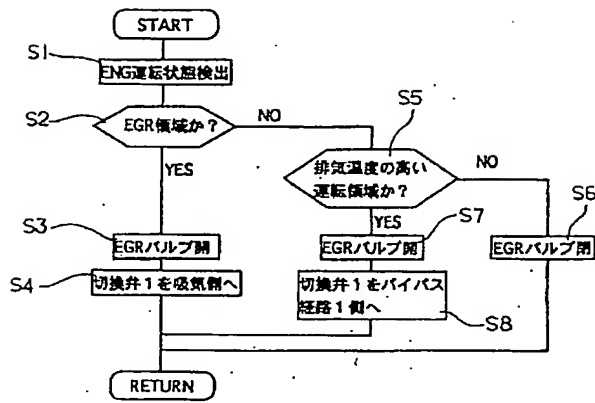 START
S1
ENG運転状態検出
S2
EGR領域か?
NO
S5
排気温度の高い
運転領域か?
NO
YES
S3
EGRバルブ開
S7
YES
EGRバルブ開
S6
EGRバルブ閉
S4
切換弁1を吸気側へ
切換弁1をバイパス
経路1側へ
S8
RETURN